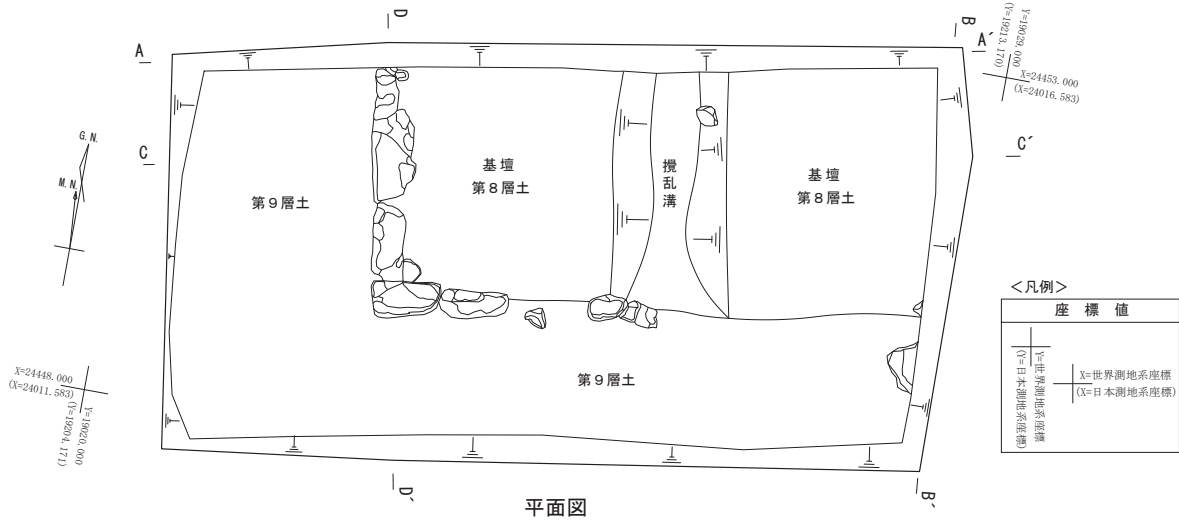 D
B
A
A´
Y=19029.000
(Y=19213.170)
X=24453.000
(X=24016.583)
G.N.
M.N.
C
C´
基壇
第8層土
攪乱溝
基壇
第8層土
第9層土
第9層土
X=24448.000
(X=24011.583)
Y=19020.000
(Y=19204.171)
D´
B´
平面図
<凡例>
座標値
Y=世界測地系座標
(Y=日本測地系座標)
X=世界測地系座標
(X=日本測地系座標)